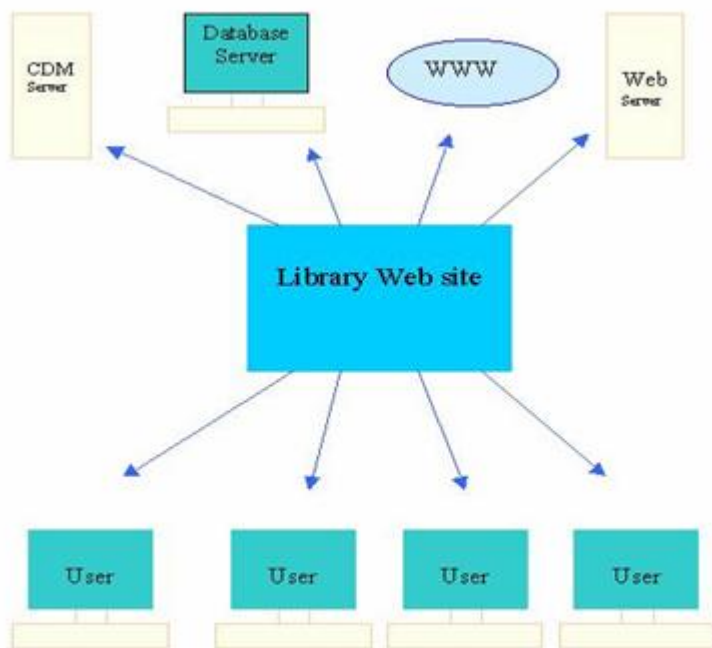 CDM
Server
Database
Server
WWW
Web
Server
Library Web site
User
User
User
User